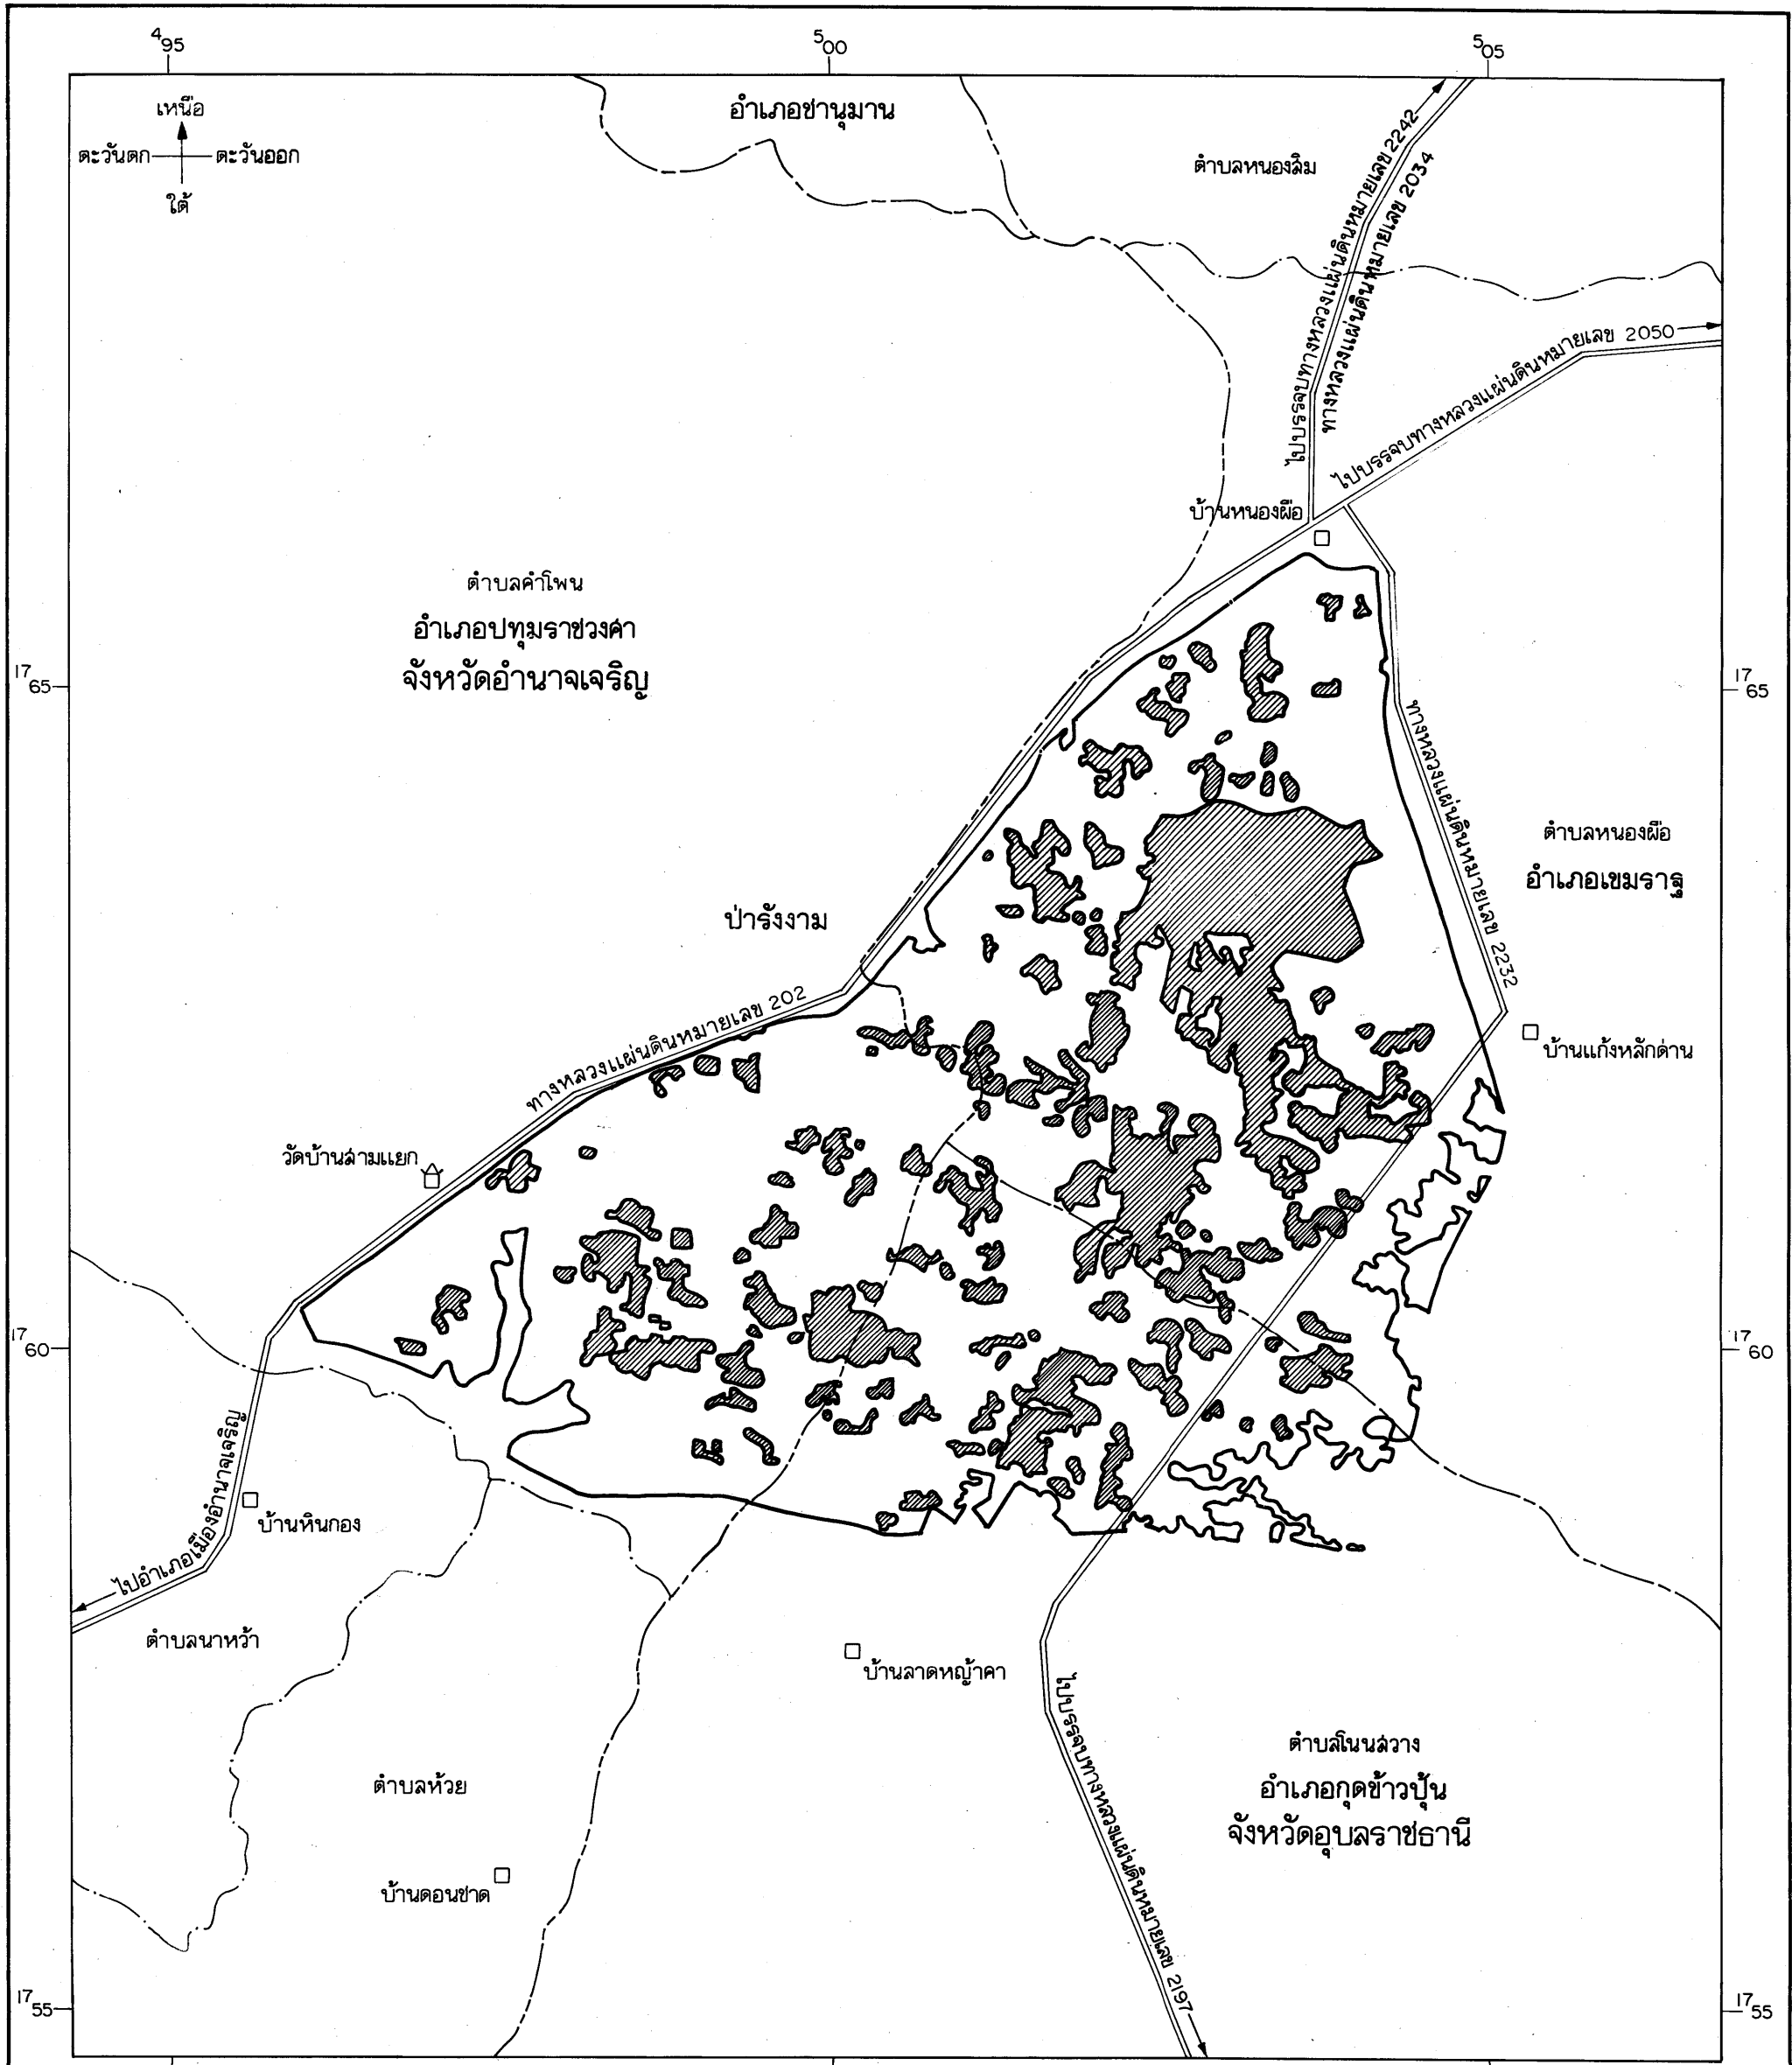 495
500
505
เหนือ
ตะวันตก
ตะวันออก
ใต้
อำเภอชานุมาน
ตำบลหนองสิม
ไปบรรจบทางหลวงแผ่นดินหมายเลข 2242
ทางหลวงแผ่นดินหมายเลข 2034
ไปบรรจบทางหลวงแผ่นดินหมายเลข 2050
บ้านหนองผือ
ตำบลคำโพน
อำเภอปทุมราชวงศา
จังหวัดอำนาจเจริญ
1765
1765
ทางหลวงแผ่นดินหมายเลข 2232
ตำบลหนองผือ
อำเภอเขมราฐ
ป่ารังงาม
ทางหลวงแผ่นดินหมายเลข 202
บ้านแก้งหลักด่าน
วัดบ้านสามแยก
1760
1760
ไปอำเภอเมืองอำนาจเจริญ
บ้านหินกอง
ตำบลนาหว้า
บ้านลาดหญ้าคา
ไปบรรจบทางหลวงแผ่นดินหมายเลข 2197
ตำบลโนนสวาง
อำเภอกุดข้าวปุ้น
จังหวัดอุบลราชธานี
ตำบลห้วย
บ้านดอนชาด
1755
1755